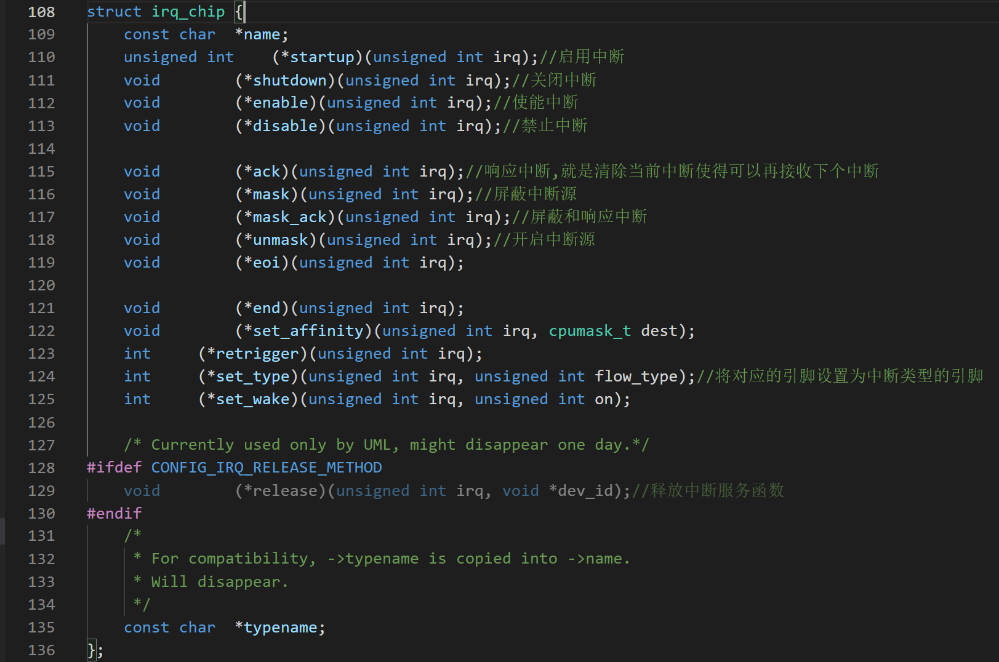 108 struct irq_chip {
109     const char  *name;
110     unsigned int    (*startup)(unsigned int irq);//启用中断
111     void        (*shutdown)(unsigned int irq);//关闭中断
112     void        (*enable)(unsigned int irq);//使能中断
113     void        (*disable)(unsigned int irq);//禁止中断
114
115     void        (*ack)(unsigned int irq);//响应中断,就是清除当前中断使得可以再接收下个中断
116     void        (*mask)(unsigned int irq);//屏蔽中断源
117     void        (*mask_ack)(unsigned int irq);//屏蔽和响应中断
118     void        (*unmask)(unsigned int irq);//开启中断源
119     void        (*eoi)(unsigned int irq);
120
121     void        (*end)(unsigned int irq);
122     void        (*set_affinity)(unsigned int irq, cpumask_t dest);
123     int     (*retrigger)(unsigned int irq);
124     int     (*set_type)(unsigned int irq, unsigned int flow_type);//将对应的引脚设置为中断类型的引脚
125     int     (*set_wake)(unsigned int irq, unsigned int on);
126
127     /* Currently used only by UML, might disappear one day.*/
128 #ifdef CONFIG_IRQ_RELEASE_METHOD
129     void        (*release)(unsigned int irq, void *dev_id);//释放中断服务函数
130 #endif
131     /*
132      * For compatibility, ->typename is copied into ->name.
133      * Will disappear.
134      */
135     const char  *typename;
136 };